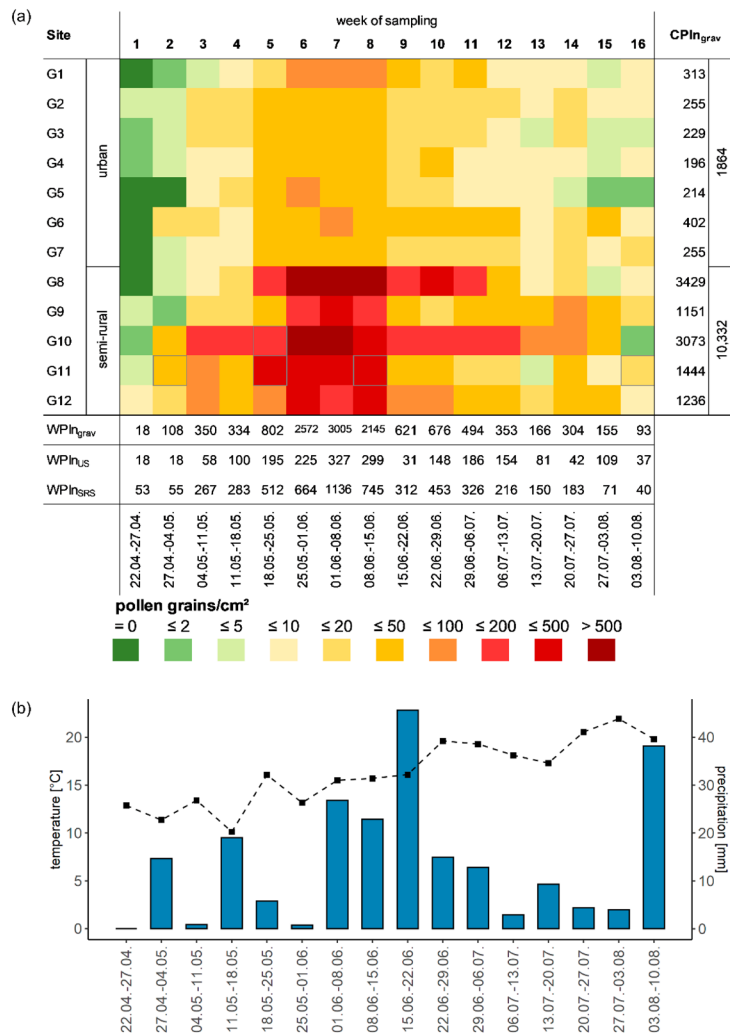 (a)
week of sampling
Site 1 2 3 4 5 6 7 8 9 10 11 12 13 14 15 16 CPIn_grav
G1 313
G2 255
G3 229
G4 196
G5 214
G6 402
G7 255
urban
1864
G8 3429
G9 1151
G10 3073
G11 1444
G12 1236
semi-rural
10,332
WPIn_grav 18 108 350 334 802 2572 3005 2145 621 676 494 353 166 304 155 93
WPIn_US 18 18 58 100 195 225 327 299 31 148 186 154 81 42 109 37
WPIn_SRS 53 55 267 283 512 664 1136 745 312 453 326 216 150 183 71 40
22.04.-27.04. 27.04.-04.05. 04.05.-11.05. 11.05.-18.05. 18.05.-25.05. 25.05.-01.06. 01.06.-08.06. 08.06.-15.06. 15.06.-22.06. 22.06.-29.06. 29.06.-06.07. 06.07.-13.07. 13.07.-20.07. 20.07.-27.07. 27.07.-03.08. 03.08.-10.08.
pollen grains/cm²
= 0 ≤ 2 ≤ 5 ≤ 10 ≤ 20 ≤ 50 ≤ 100 ≤ 200 ≤ 500 > 500
(b)
temperature [°C]
20
15
10
5
0
precipitation [mm]
40
30
20
10
0
22.04.-27.04. 27.04.-04.05. 04.05.-11.05. 11.05.-18.05. 18.05.-25.05. 25.05.-01.06. 01.06.-08.06. 08.06.-15.06. 15.06.-22.06. 22.06.-29.06. 29.06.-06.07. 06.07.-13.07. 13.07.-20.07. 20.07.-27.07. 27.07.-03.08. 03.08.-10.08.